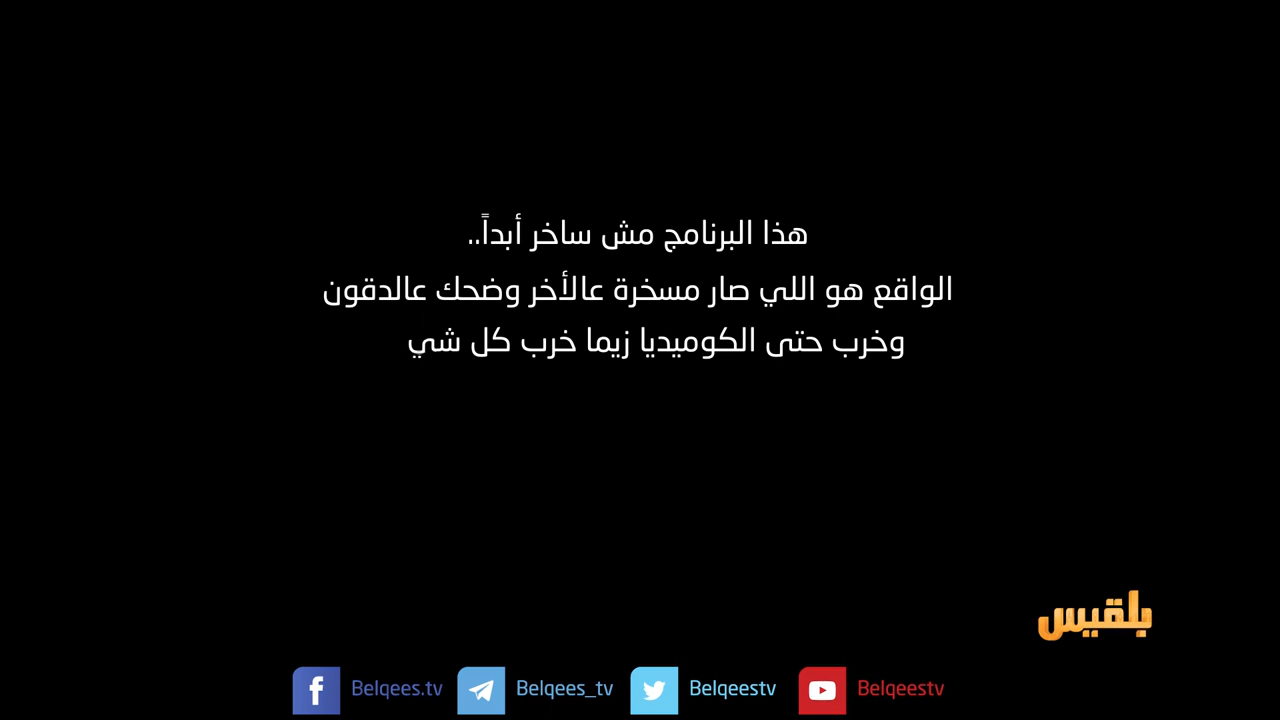 هذا البرنامج مش ساخر أبداً..
الواقع هو اللي صار مسخرة عالأخر وضحك عالدقون
وخرب حتى الكوميديا زيما خرب كل شي
بلقيس
Belqees.tv Belqees_tv Belqeestv Belqeestv